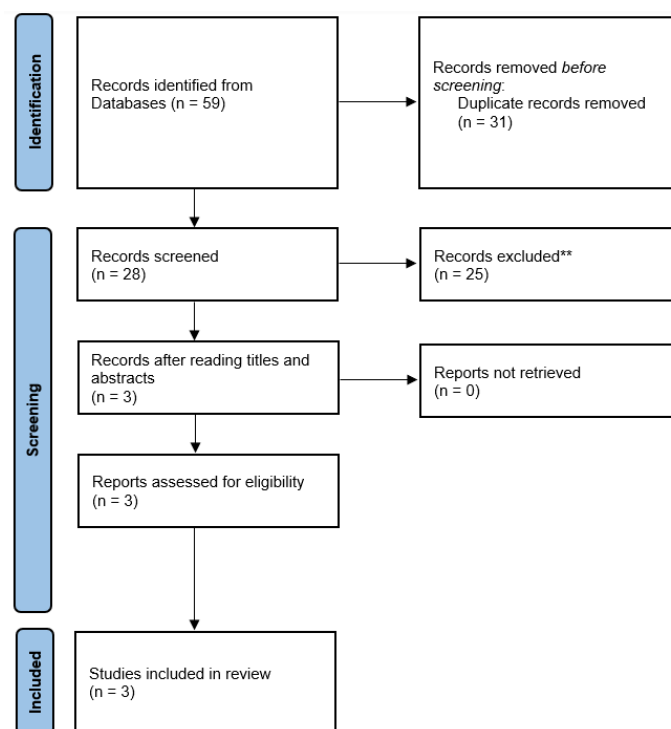 Identification
Records identified from
Databases (n = 59)
Records removed before
screening:
Duplicate records removed
(n = 31)
Screening
Records screened
(n = 28)
Records excluded**
(n = 25)
Records after reading titles and
abstracts
(n = 3)
Reports not retrieved
(n = 0)
Reports assessed for eligibility
(n = 3)
Included
Studies included in review
(n = 3)